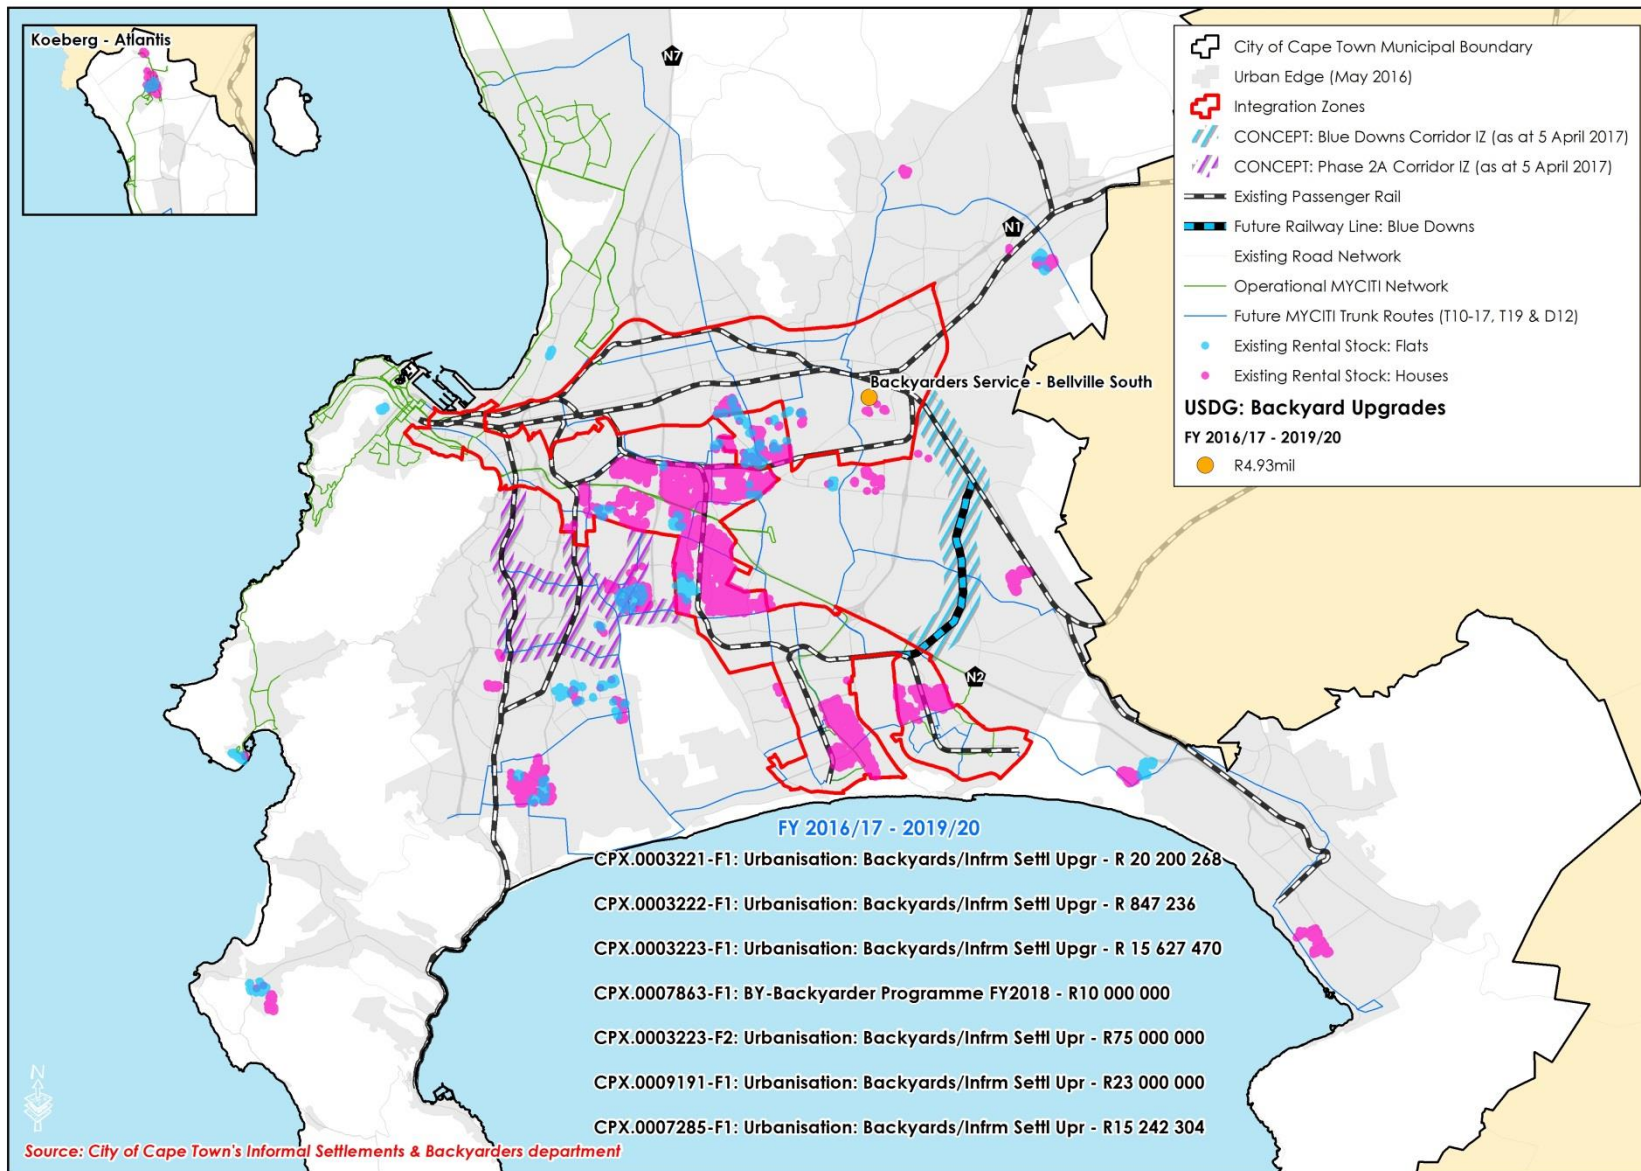 Koeberg - Atlantis
N7
N1
Backyarders Service - Bellville South
N2
City of Cape Town Municipal Boundary
Urban Edge (May 2016)
Integration Zones
CONCEPT: Blue Downs Corridor IZ (as at 5 April 2017)
CONCEPT: Phase 2A Corridor IZ (as at 5 April 2017)
Existing Passenger Rail
Future Railway Line: Blue Downs
Existing Road Network
Operational MYCITI Network
Future MYCITI Trunk Routes (T10-17, T19 & D12)
Existing Rental Stock: Flats
Existing Rental Stock: Houses
USDG: Backyard Upgrades
FY 2016/17 - 2019/20
R4.93mil
FY 2016/17 - 2019/20
CPX.0003221-F1: Urbanisation: Backyards/Infrm Settl Upgr - R 20 200 268
CPX.0003222-F1: Urbanisation: Backyards/Infrm Settl Upgr - R 847 236
CPX.0003223-F1: Urbanisation: Backyards/Infrm Settl Upgr - R 15 627 470
CPX.0007863-F1: BY-Backyarder Programme FY2018 - R10 000 000
CPX.0003223-F2: Urbanisation: Backyards/Infrm Settl Upr - R75 000 000
CPX.0009191-F1: Urbanisation: Backyards/Infrm Settl Upr - R23 000 000
CPX.0007285-F1: Urbanisation: Backyards/Infrm Settl Upr - R15 242 304
N
Source: City of Cape Town's Informal Settlements & Backyarders department